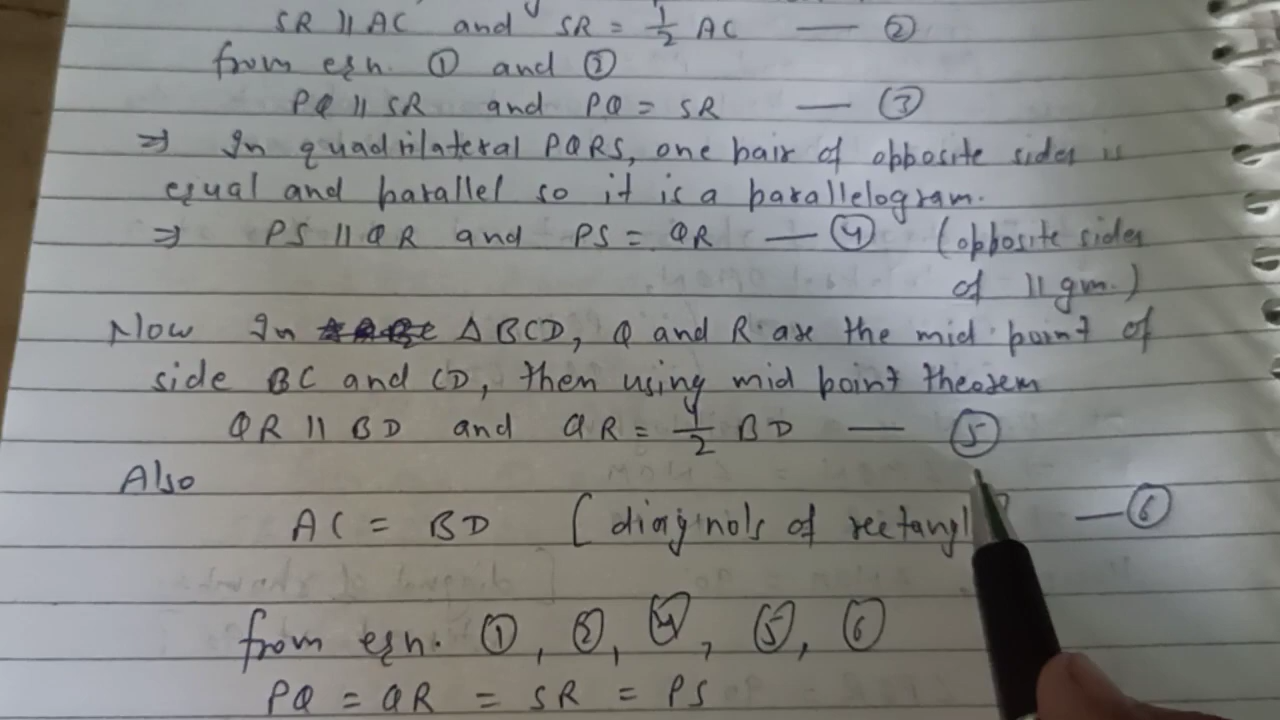 SR || AC and SR = 1/2 AC — ②
from eqn. ① and ②
PQ || SR and PQ = SR — ③
⇒ In quadrilateral PQRS, one pair of opposite sides is
equal and parallel so it is a parallelogram.
⇒ PS || QR and PS = QR — ④ (opposite sides
of ||gm.)
Now In △BCD, Q and R are the mid point of
side BC and CD, then using mid point theorem
QR || BD and QR = 1/2 BD — ⑤
Also
AC = BD [diaginols of rectangl — ⑥
from eqn. ①, ②, ④, ⑤, ⑥
PQ = QR = SR = PS